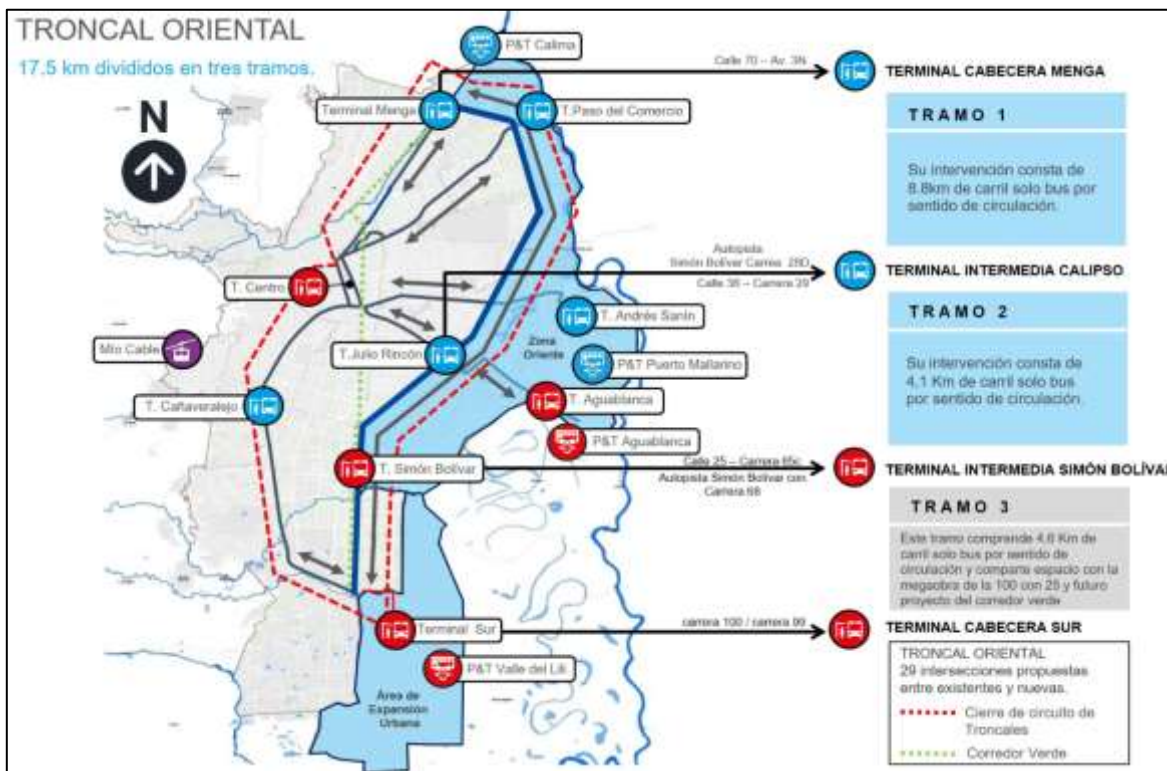 TRONCAL ORIENTAL
17.5 km divididos en tres tramos.
N
P&T Calima
Terminal Menga
T.Paso del Comercio
T. Centro
Mio Cable
T. Andrés Sanín
Zona
Oriente
T.Julio Rincón
P&T Puerto Mallarino
T. Cañaveralejo
T. Aguablanca
P&T Aguablanca
T. Simón Bolívar
Terminal Sur
P&T Valle del Lili
Área de
Expansión
Urbana
Calle 70 – Av. 3N
TERMINAL CABECERA MENGA
TRAMO 1
Su intervención consta de
8.8km de carril solo bus por
sentido de circulación.
Autopista
Simón Bolívar Carrea 28D
Calle 36 – Carrera 29
TERMINAL INTERMEDIA CALIPSO
TRAMO 2
Su intervención consta de
4.1 Km de carril solo bus
por sentido de circulación.
Calle 25 – Carrera
Autopista Simón Bolívar con
Carrera 66
TERMINAL INTERMEDIA SIMÓN BOLÍVAR
TRAMO 3
Este tramo comprende 4.6 Km de
carril solo bus por sentido de
circulación y comparte espacio con la
megaobra de la 100 con 25 y futuro
proyecto del corredor verde
carrera 100 / carrera 99
TERMINAL CABECERA SUR
TRONCAL ORIENTAL
29 intersecciones propuestas
entre existentes y nuevas.
Cierre de circuito de
Troncales
Corredor Verde